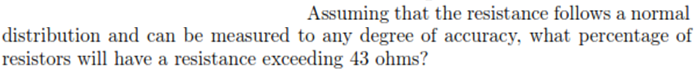 Assuming that the resistance follows a normal
distribution and can be measured to any degree of accuracy, what percentage of
resistors will have a resistance exceeding 43 ohms?